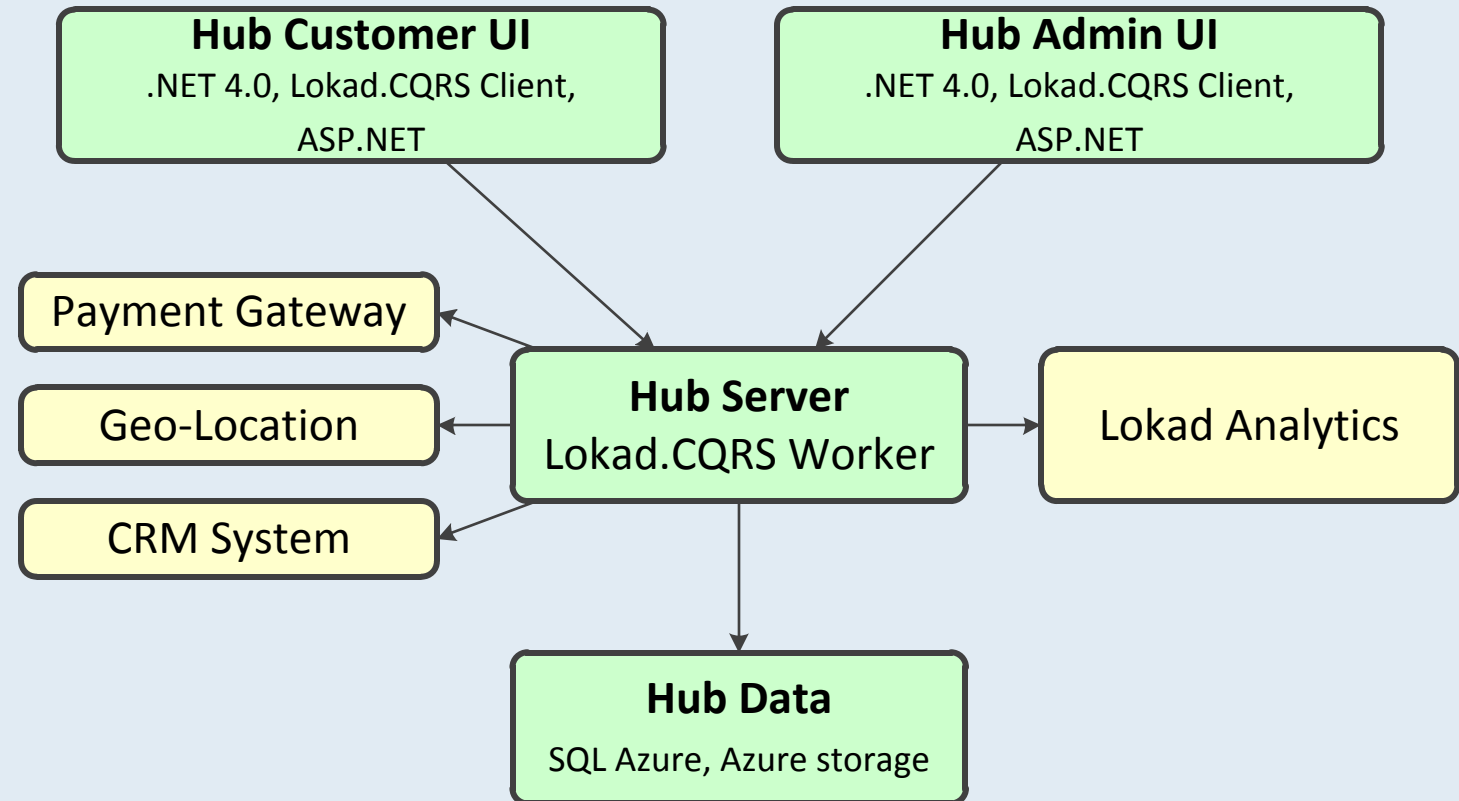 Hub Customer UI
.NET 4.0, Lokad.CQRS Client,
ASP.NET
Hub Admin UI
.NET 4.0, Lokad.CQRS Client,
ASP.NET
Payment Gateway
Geo-Location
CRM System
Hub Server
Lokad.CQRS Worker
Lokad Analytics
Hub Data
SQL Azure, Azure storage